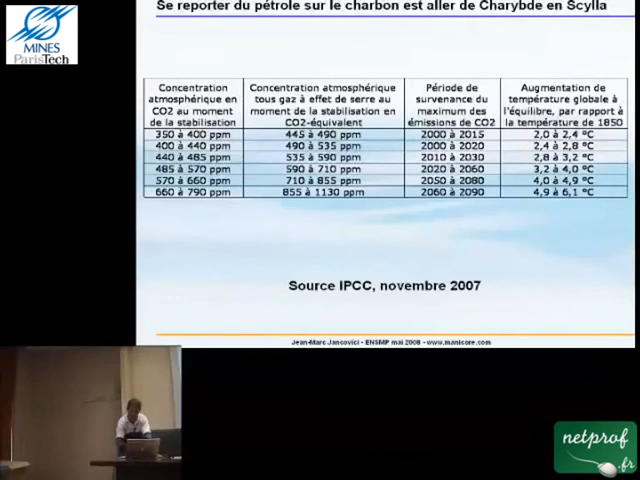 Se reporter du pétrole sur le charbon est aller de Charybde en Scylla
MINES
ParisTech
Concentration atmosphérique en CO2 au moment de la stabilisation
Concentration atmosphérique tous gaz à effet de serre au moment de la stabilisation en CO2-équivalent
Période de survenance du maximum des émissions de CO2
Augmentation de température globale à l'équilibre, par rapport à la température de 1850
350 à 400 ppm 445 à 490 ppm 2000 à 2015 2,0 à 2,4 ºC
400 à 440 ppm 490 à 535 ppm 2000 à 2020 2,4 à 2,8 ºC
440 à 485 ppm 535 à 590 ppm 2010 à 2030 2,8 à 3,2 ºC
485 à 570 ppm 590 à 710 ppm 2020 à 2060 3,2 à 4,0 ºC
570 à 660 ppm 710 à 855 ppm 2050 à 2080 4,0 à 4,9 ºC
660 à 790 ppm 855 à 1130 ppm 2060 à 2090 4,9 à 6,1 ºC
Source IPCC, novembre 2007
Jean-Marc Jancovici - ENSMP mai 2008 - www.manicore.com
netprof
.fr